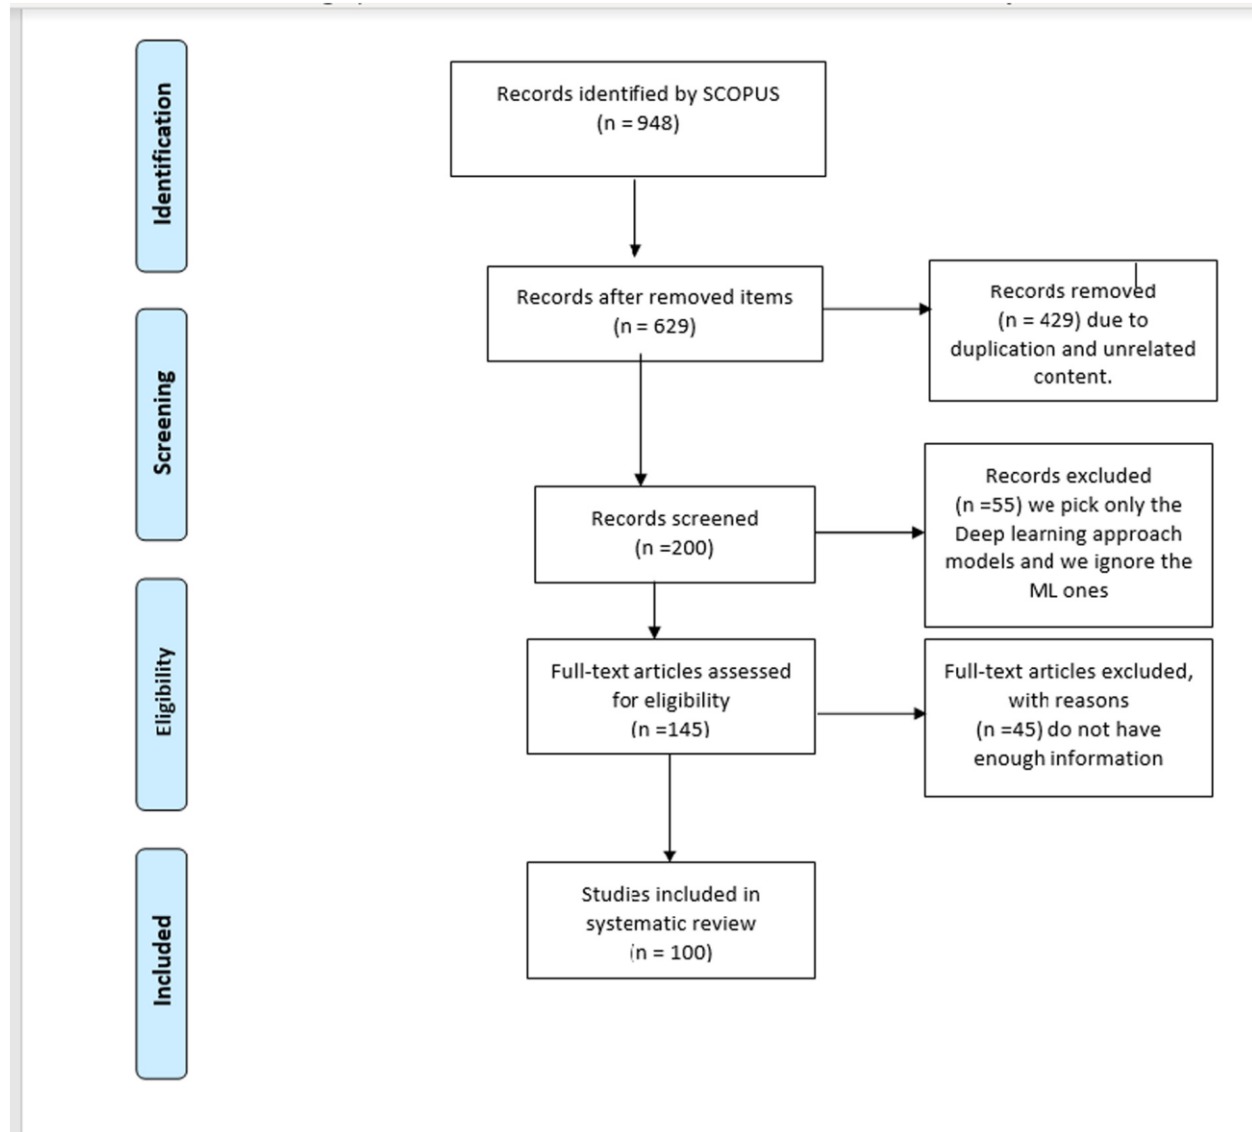 Identification
Records identified by SCOPUS
(n = 948)
Records after removed items
(n = 629)
Records removed
(n = 429) due to
duplication and unrelated
content.
Screening
Records screened
(n =200)
Records excluded
(n =55) we pick only the
Deep learning approach
models and we ignore the
ML ones
Eligibility
Full-text articles assessed
for eligibility
(n =145)
Full-text articles excluded,
with reasons
(n =45) do not have
enough information
Included
Studies included in
systematic review
(n = 100)